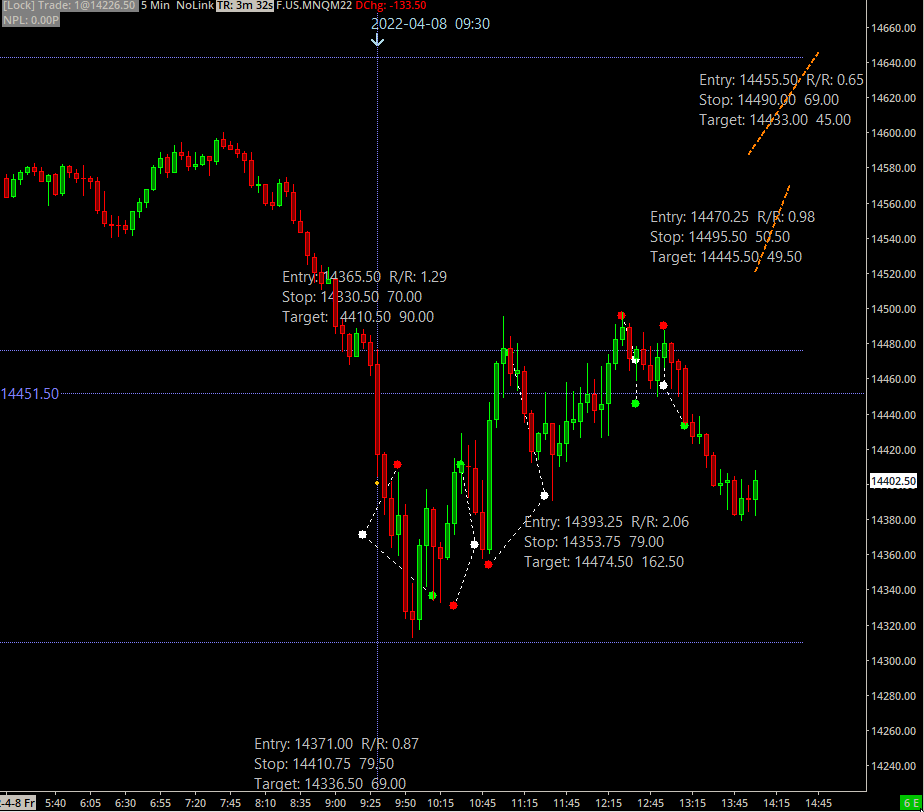 [Lock] Trade: 1@14226.50 5 Min NoLink TR: 3m 32s F.US.MNQM22 DChg: -133.50
NPL: 0.00P
2022-04-08 09:30
14660.00
14640.00
Entry: 14455.50 R/R: 0.65
Stop: 14490.00 69.00
Target: 14433.00 45.00
14620.00
14600.00
14580.00
14560.00
Entry: 14470.25 R/R: 0.98
Stop: 14495.50 50.50
Target: 14445.50 49.50
14540.00
14520.00
Entry: 14365.50 R/R: 1.29
Stop: 14330.50 70.00
Target: 14410.50 90.00
14500.00
14480.00
14460.00
14451.50
14440.00
14420.00
14402.50
14380.00
Entry: 14393.25 R/R: 2.06
Stop: 14353.75 79.00
Target: 14474.50 162.50
14360.00
14340.00
14320.00
14300.00
14280.00
14260.00
14240.00
Entry: 14371.00 R/R: 0.87
Stop: 14410.75 79.50
Target: 14336.50 69.00
2-4-8 Fr 5:40 6:05 6:30 6:55 7:20 7:45 8:10 8:35 9:00 9:25 9:50 10:15 10:45 11:15 11:45 12:15 12:45 13:15 13:45 14:15 14:45 6 E